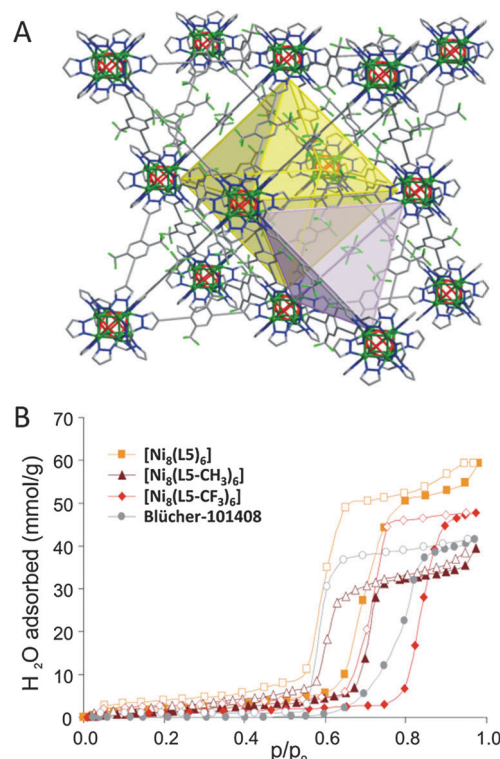 A
B
70
60
50
40
30
20
10
0
H2O adsorbed (mmol/g)
[Ni8(L5)6]
[Ni8(L5-CH3)6]
[Ni8(L5-CF3)6]
Blücher-101408
0.0 0.2 0.4 0.6 0.8 1.0
p/p0